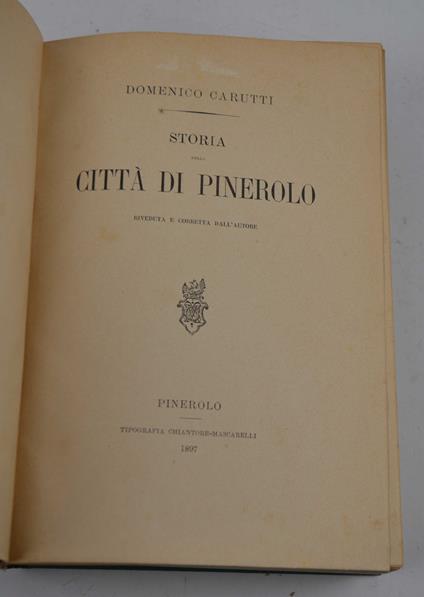 DOMENICO CARUTTI
STORIA
DELLA
CITTÀ DI PINEROLO
RIVEDUTA E CORRETTA DALL'AUTORE
PINEROLO
TIPOGRAFIA CHIANTORE-MASCARELLI
1897